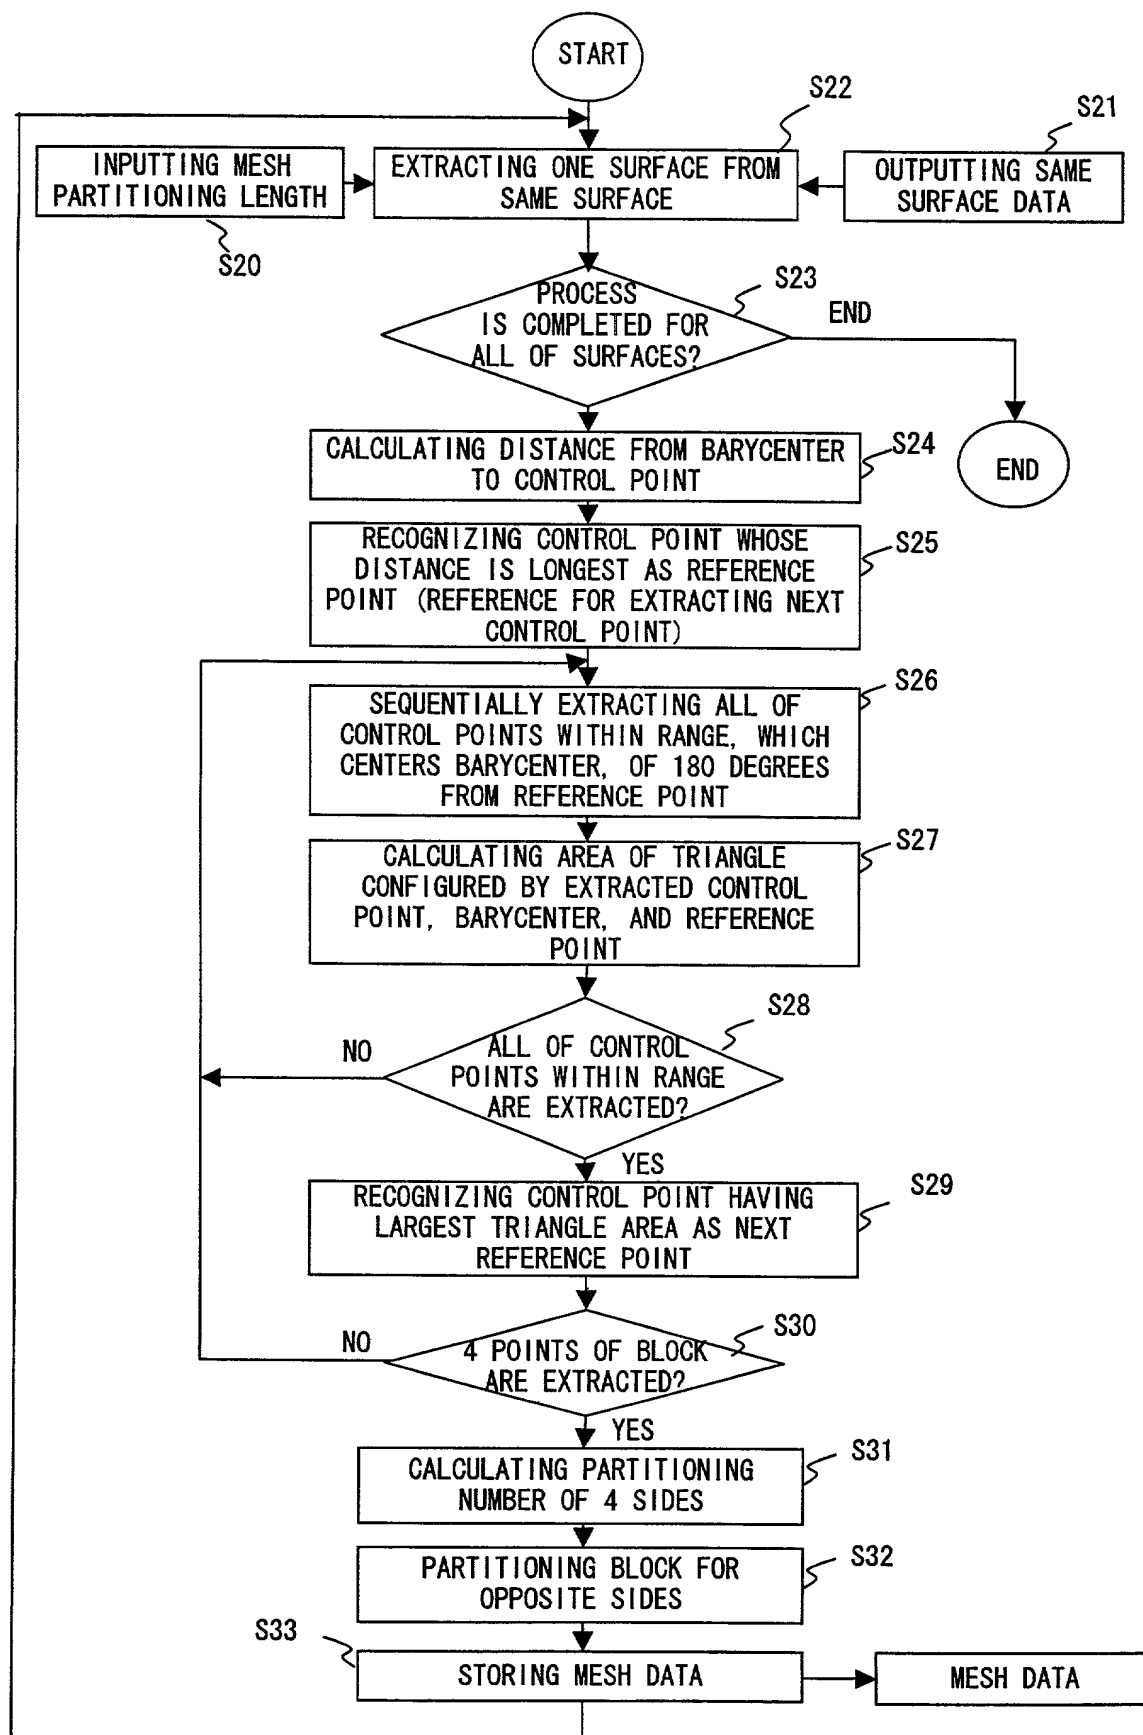 START
S22
S21
INPUTTING MESH
PARTITIONING LENGTH
EXTRACTING ONE SURFACE FROM
SAME SURFACE
OUTPUTTING SAME
SURFACE DATA
S20
S23
PROCESS
IS COMPLETED FOR
ALL OF SURFACES?
END
END
CALCULATING DISTANCE FROM BARYCENTER
TO CONTROL POINT
S24
RECOGNIZING CONTROL POINT WHOSE
DISTANCE IS LONGEST AS REFERENCE
POINT (REFERENCE FOR EXTRACTING NEXT
CONTROL POINT)
S25
SEQUENTIALLY EXTRACTING ALL OF
CONTROL POINTS WITHIN RANGE, WHICH
CENTERS BARYCENTER, OF 180 DEGREES
FROM REFERENCE POINT
S26
CALCULATING AREA OF TRIANGLE
CONFIGURED BY EXTRACTED CONTROL
POINT, BARYCENTER, AND REFERENCE
POINT
S27
S28
NO
ALL OF CONTROL
POINTS WITHIN RANGE
ARE EXTRACTED?
YES
RECOGNIZING CONTROL POINT HAVING
LARGEST TRIANGLE AREA AS NEXT
REFERENCE POINT
S29
S30
NO
4 POINTS OF BLOCK
ARE EXTRACTED?
YES
CALCULATING PARTITIONING
NUMBER OF 4 SIDES
S31
PARTITIONING BLOCK FOR
OPPOSITE SIDES
S32
S33
STORING MESH DATA
MESH DATA